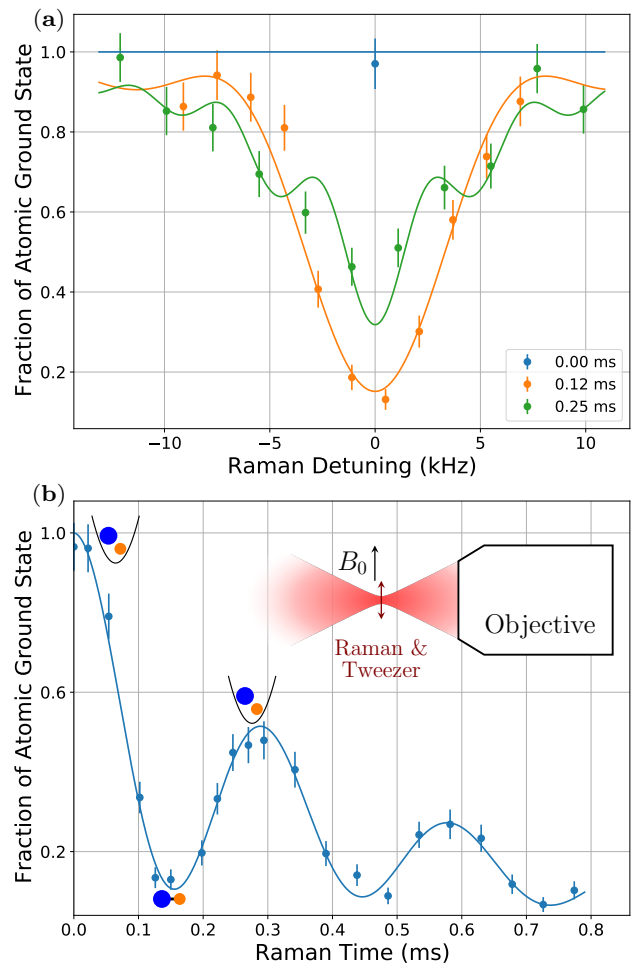 (a)
1.0
0.8
0.6
0.4
0.2
Fraction of Atomic Ground State
0.00 ms
0.12 ms
0.25 ms
−10
−5
0
5
10
Raman Detuning (kHz)
(b)
1.0
0.6
0.2
Fraction of Atomic Ground State
B₀
Objective
Raman &
Tweezer
0.0
0.1
0.2
0.3
0.4
0.5
0.6
0.7
0.8
Raman Time (ms)